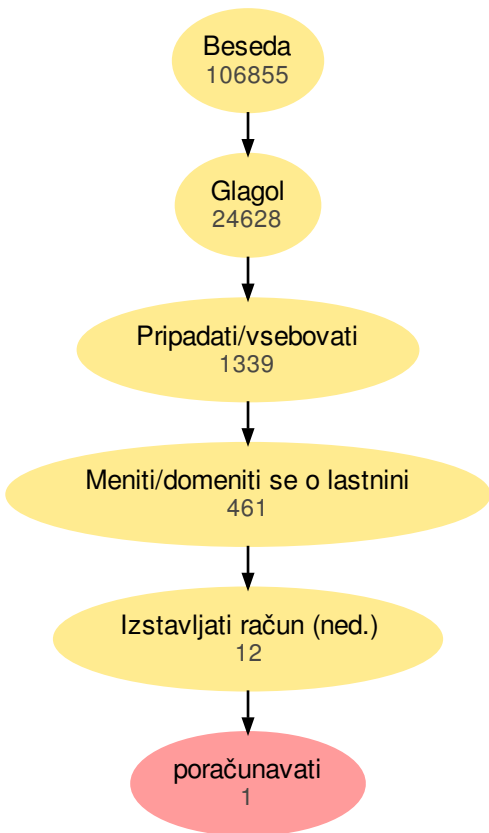 Beseda
106855
Glagol
24628
Pripadati/vsebovati
1339
Meniti/domeniti se o lastnini
461
Izstavljati račun (ned.)
12
poračunavati
1